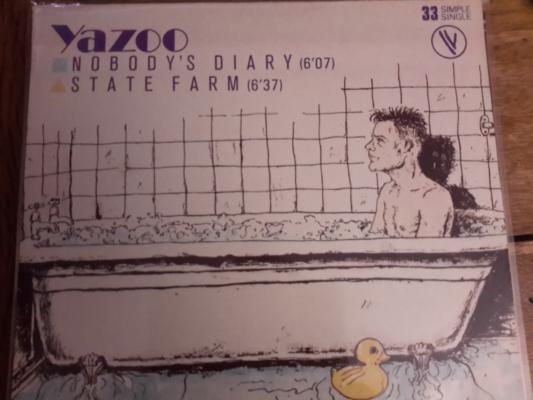 33 SIMPLE
SINGLE
Yazoo
NOBODY'S DIARY (6'07)
STATE FARM (6'37)